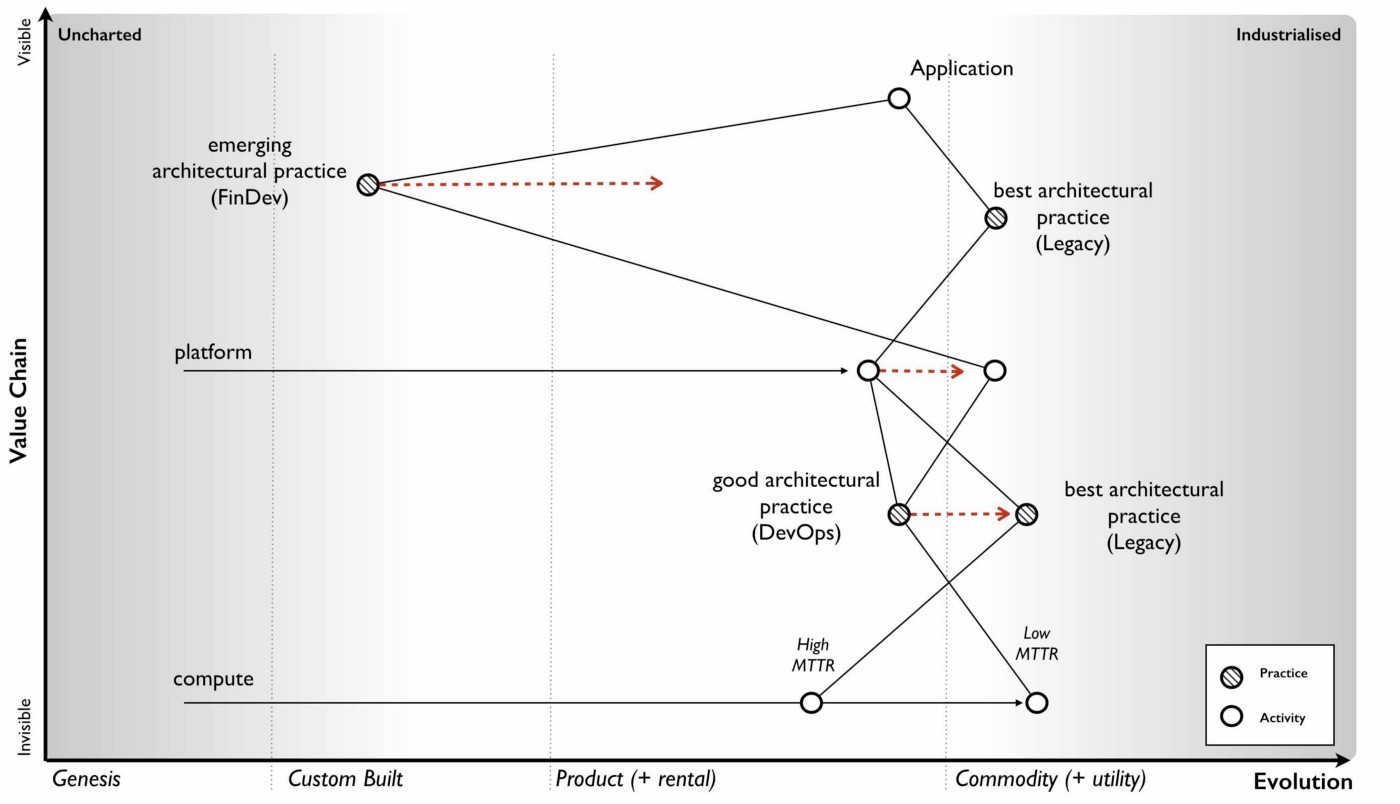 Visible
Uncharted
Industrialised
Application
emerging
architectural practice
(FinDev)
best architectural
practice
(Legacy)
platform
Value Chain
good architectural
practice
(DevOps)
best architectural
practice
(Legacy)
High
MTTR
Low
MTTR
compute
Practice
Activity
Invisible
Genesis
Custom Built
Product (+ rental)
Commodity (+ utility)
Evolution